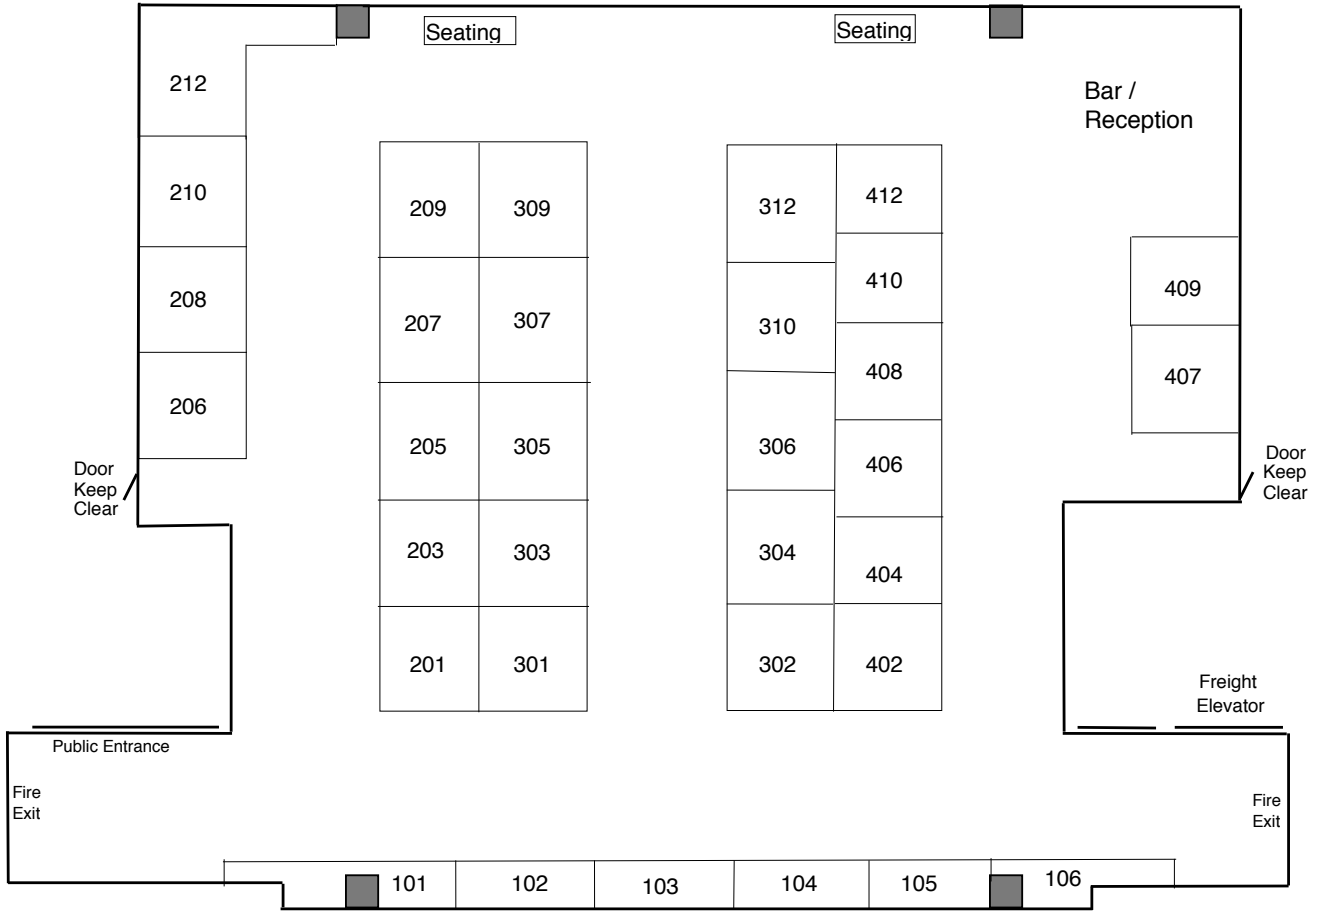 Seating
Seating
212
Bar /
Reception
210
209
309
312
412
208
207
307
310
410
409
206
205
305
306
408
407
406
Door
Keep
Clear
Door
Keep
Clear
203
303
304
404
201
301
302
402
Freight
Elevator
Public Entrance
Fire
Exit
Fire
Exit
101
102
103
104
105
106